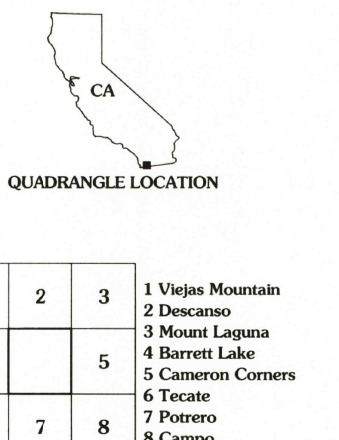 CA
QUADRANGLE LOCATION
2 3
5
7 8
1 Viejas Mountain
2 Descanso
3 Mount Laguna
4 Barrett Lake
5 Cameron Corners
6 Tecate
7 Potrero
8 Campo